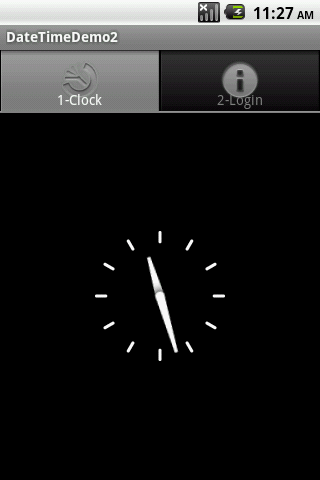 11:27 AM
DateTimeDemo2
1-Clock
2-Login